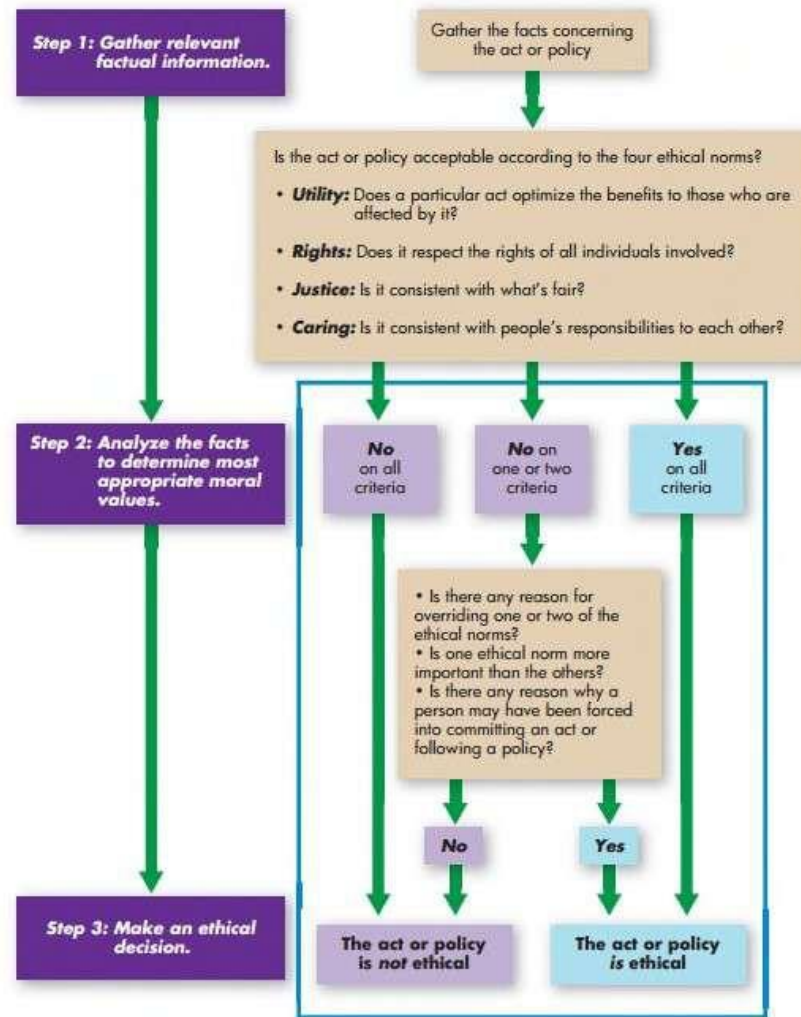 Step 1: Gather relevant
factual information.
Gather the facts concerning
the act or policy
Is the act or policy acceptable according to the four ethical norms?
• Utility: Does a particular act optimize the benefits to those who are
affected by it?
• Rights: Does it respect the rights of all individuals involved?
• Justice: Is it consistent with what's fair?
• Caring: Is it consistent with people's responsibilities to each other?
Step 2: Analyze the facts
to determine most
appropriate moral
values.
No
on all
criteria
No on
one or two
criteria
Yes
on all
criteria
• Is there any reason for
overriding one or two of the
ethical norms?
• Is one ethical norm more
important than the others?
• Is there any reason why a
person may have been forced
into committing an act or
following a policy?
No
Yes
Step 3: Make an ethical
decision.
The act or policy
is not ethical
The act or policy
is ethical